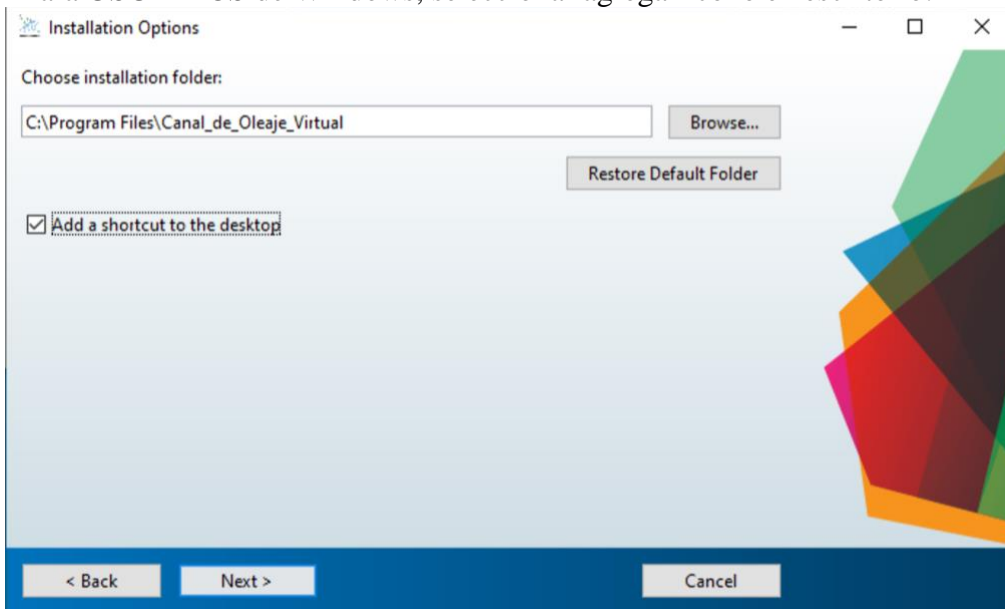 Installation Options
Choose installation folder:
C:\Program Files\Canal_de_Oleaje_Virtual
Browse...
Restore Default Folder
Add a shortcut to the desktop
< Back
Next >
Cancel